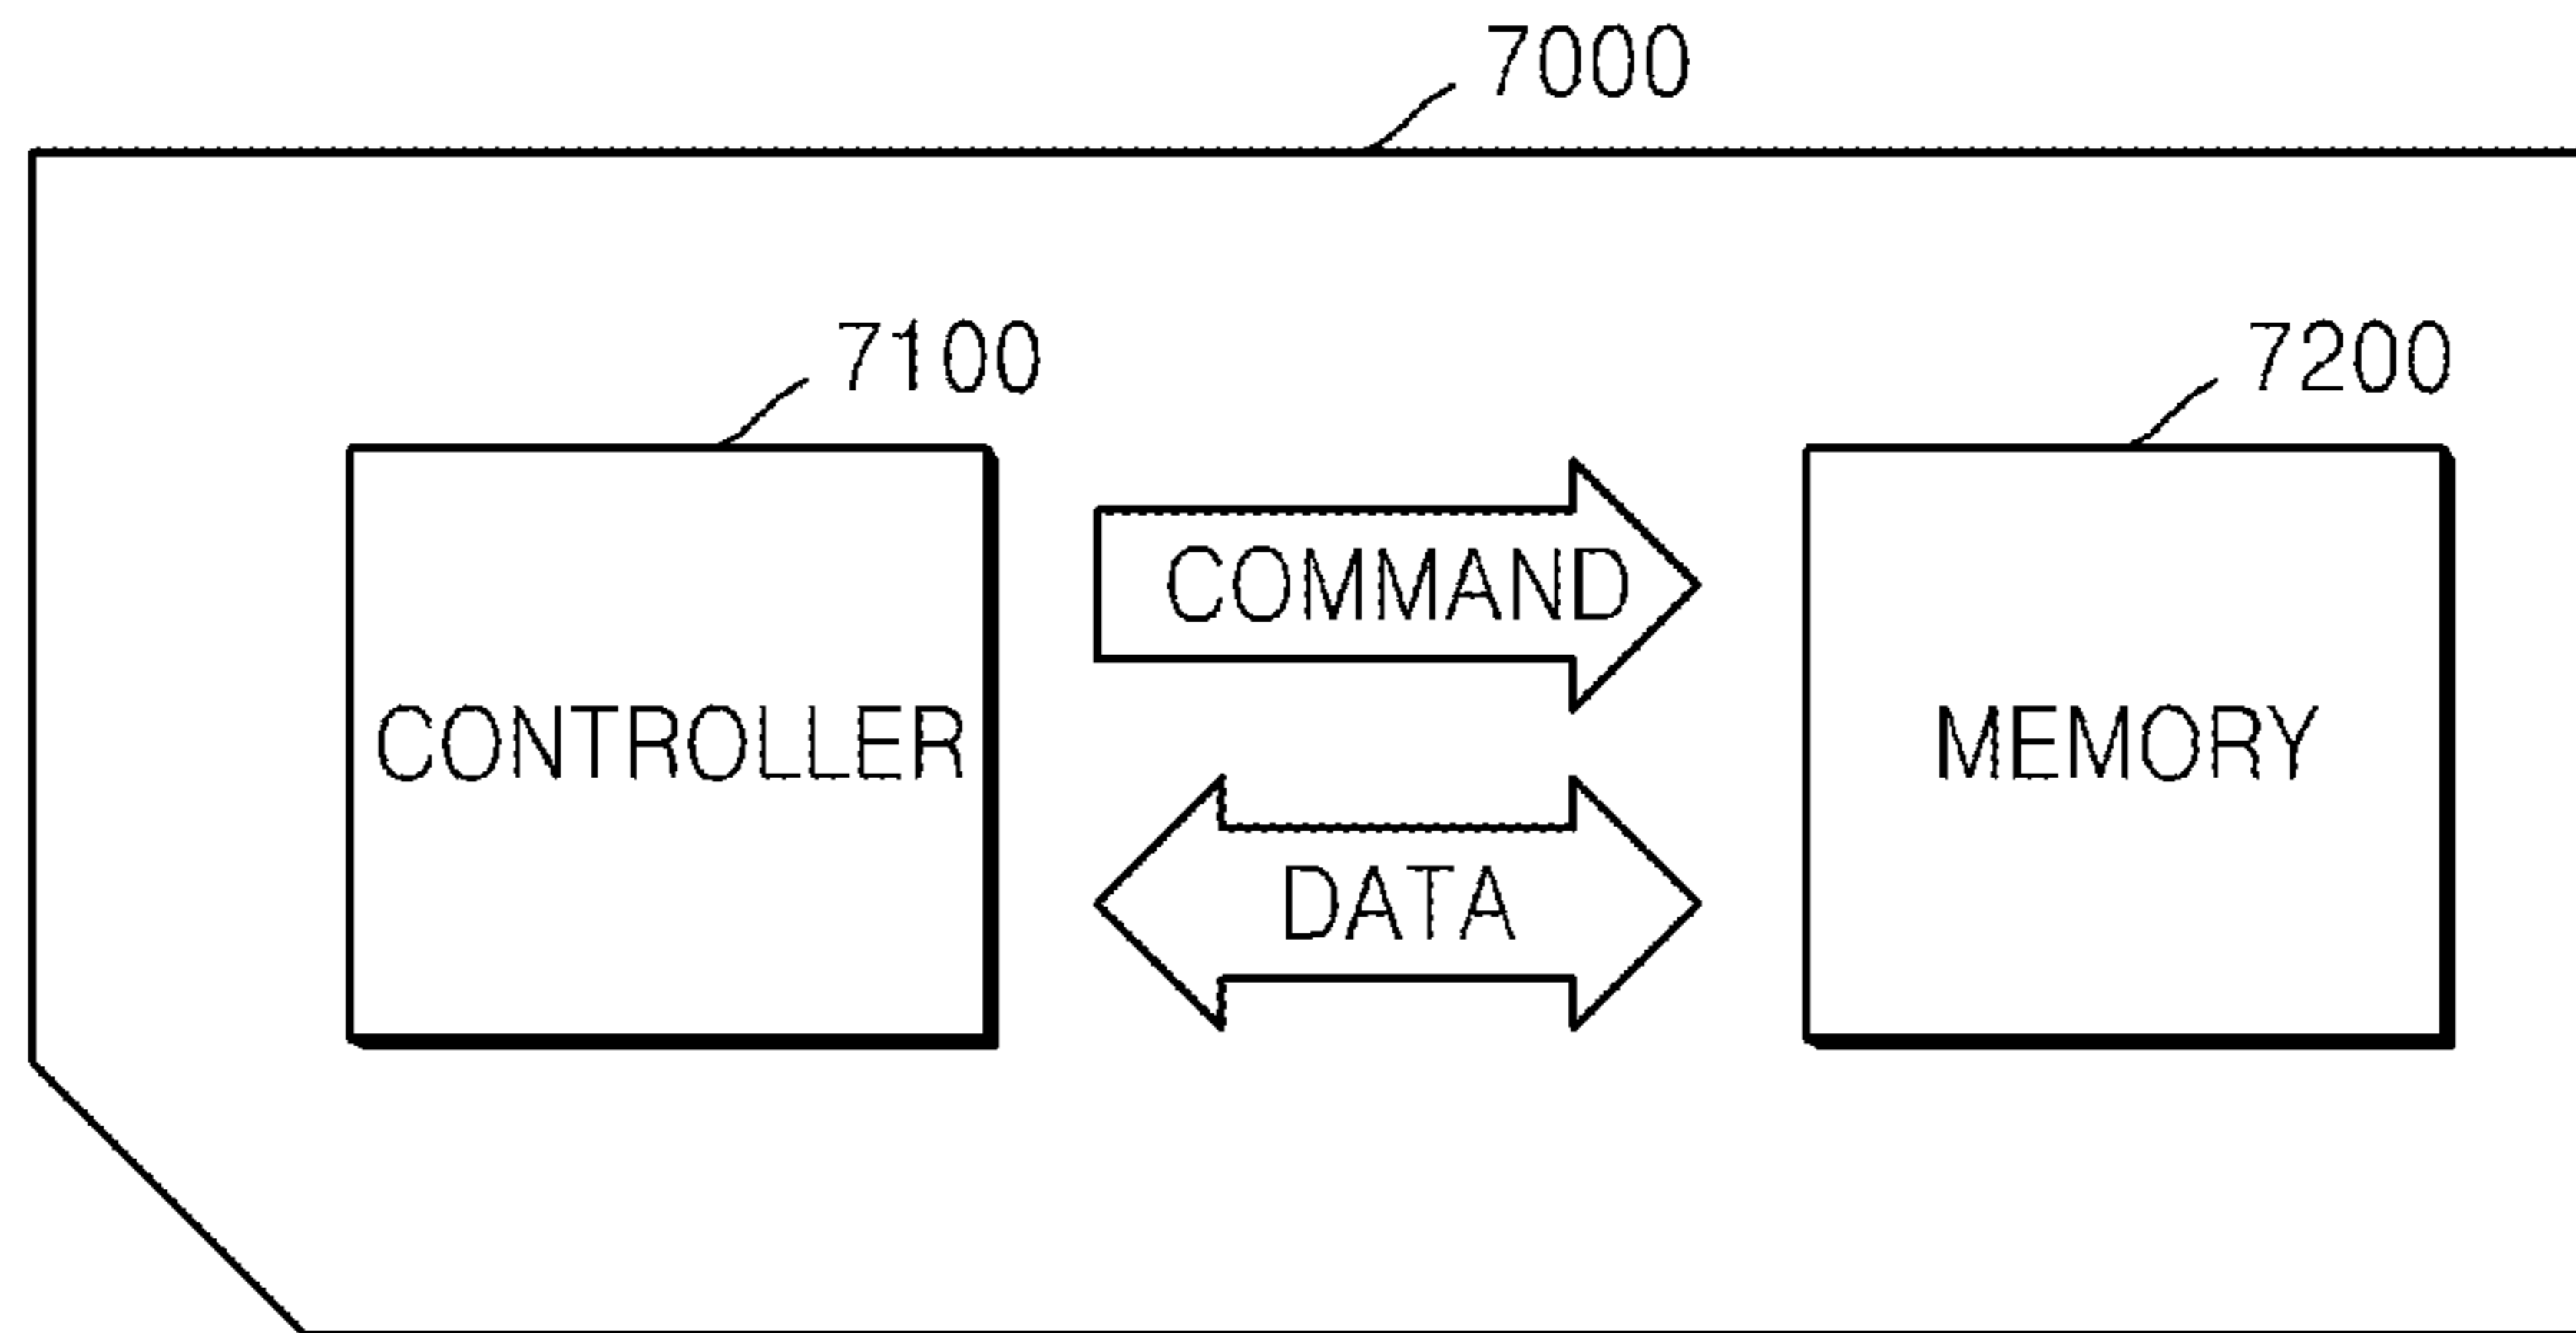 7000
7100
7200
COMMAND
CONTROLLER
MEMORY
DATA